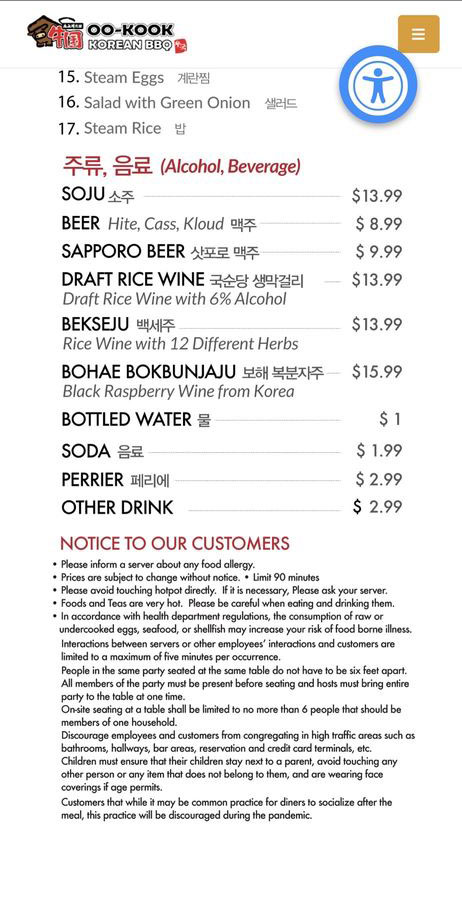 牛国
OO-KOOK
KOREAN BBQ
15. Steam Eggs 계란찜
16. Salad with Green Onion 샐러드
17. Steam Rice 밥
주류, 음료 (Alcohol, Beverage)
SOJU 소주 $13.99
BEER Hite, Cass, Kloud 맥주 $ 8.99
SAPPORO BEER 삿포로 맥주 $ 9.99
DRAFT RICE WINE 국순당 생막걸리 $13.99
Draft Rice Wine with 6% Alcohol
BEKSEJU 백세주 $13.99
Rice Wine with 12 Different Herbs
BOHAE BOKBUNJAJU 보해 복분자주 $15.99
Black Raspberry Wine from Korea
BOTTLED WATER 물 $ 1
SODA 음료 $ 1.99
PERRIER 페리에 $ 2.99
OTHER DRINK $ 2.99
NOTICE TO OUR CUSTOMERS
• Please inform a server about any food allergy.
• Prices are subject to change without notice. • Limit 90 minutes
• Please avoid touching hotpot directly. If it is necessary, Please ask your server.
• Foods and Teas are very hot. Please be careful when eating and drinking them.
• In accordance with health department regulations, the consumption of raw or
undercooked eggs, seafood, or shellfish may increase your risk of food borne illness.
Interactions between servers or other employees' interactions and customers are
limited to a maximum of five minutes per occurrence.
People in the same party seated at the same table do not have to be six feet apart.
All members of the party must be present before seating and hosts must bring entire
party to the table at one time.
On-site seating at a table shall be limited to no more than 6 people that should be
members of one household.
Discourage employees and customers from congregating in high traffic areas such as
bathrooms, hallways, bar areas, reservation and credit card terminals, etc.
Children must ensure that their children stay next to a parent, avoid touching any
other person or any item that does not belong to them, and are wearing face
coverings if age permits.
Customers that while it may be common practice for diners to socialize after the
meal, this practice will be discouraged during the pandemic.